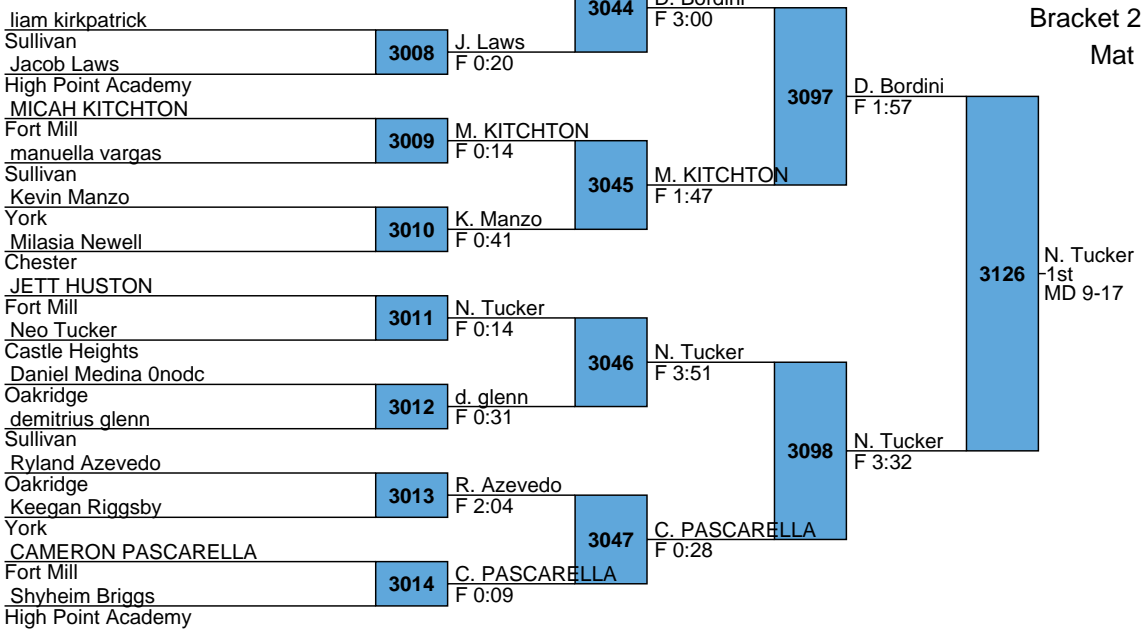 D. Bordini
3044
F 3:00
Bracket 2
Mat
liam kirkpatrick
Sullivan
3008
J. Laws
F 0:20
Jacob Laws
High Point Academy
3097
D. Bordini
F 1:57
MICAH KITCHTON
Fort Mill
3009
M. KITCHTON
F 0:14
manuella vargas
Sullivan
3045
M. KITCHTON
F 1:47
Kevin Manzo
York
3010
K. Manzo
F 0:41
Milasia Newell
Chester
3126
N. Tucker
1st
MD 9-17
JETT HUSTON
Fort Mill
3011
N. Tucker
F 0:14
Neo Tucker
Castle Heights
3046
N. Tucker
F 3:51
Daniel Medina 0nodc
Oakridge
3012
d. glenn
F 0:31
demitrius glenn
Sullivan
3098
N. Tucker
F 3:32
Ryland Azevedo
Oakridge
3013
R. Azevedo
F 2:04
Keegan Riggsby
York
3047
C. PASCARELLA
F 0:28
CAMERON PASCARELLA
Fort Mill
3014
C. PASCARELLA
F 0:09
Shyheim Briggs
High Point Academy